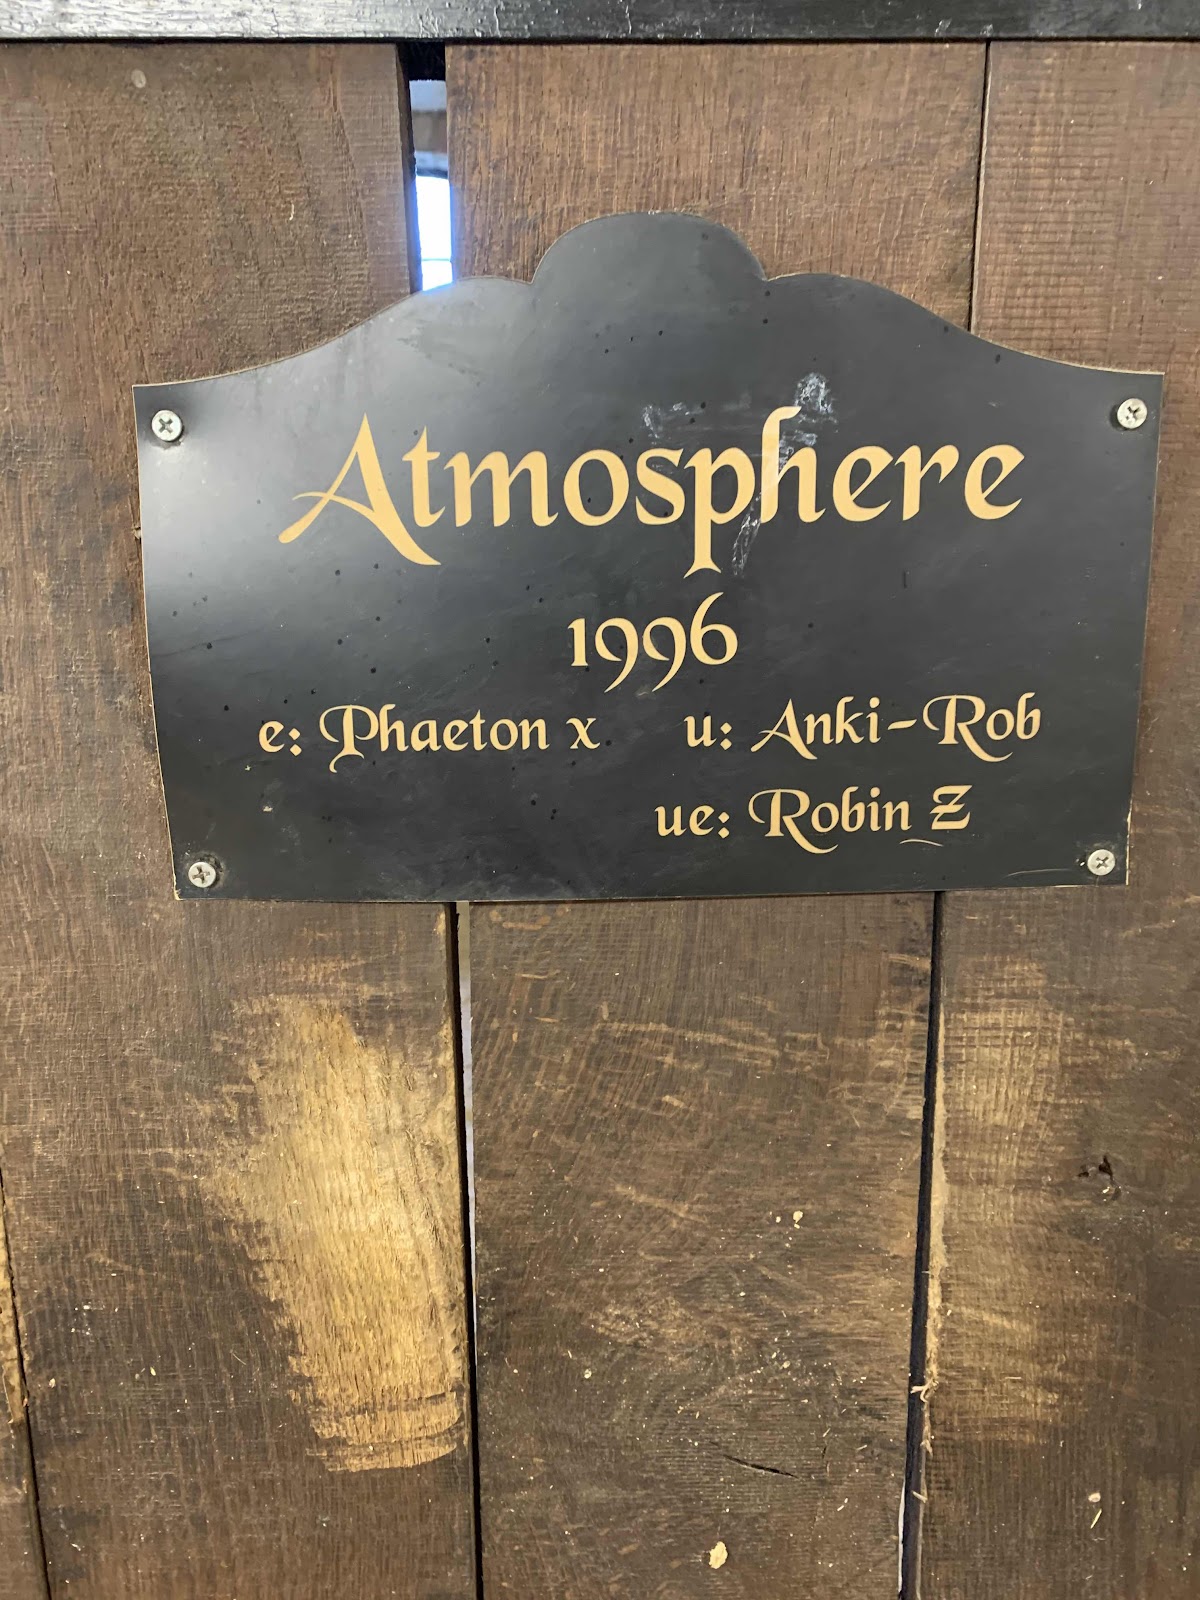 Atmosphere
1996
e: Phaeton x u: Anki-Rob
ue: Robin Z